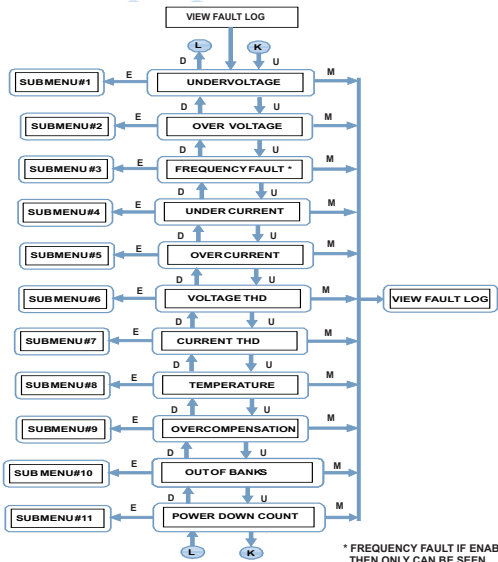 VIEW FAULT LOG
L K
D U
SUBMENU#1 E UNDERVOLTAGE M
D U
SUBMENU#2 E OVER VOLTAGE M
D U
SUBMENU#3 E FREQUENCY FAULT * M
D U
SUBMENU#4 E UNDER CURRENT M
D U
SUBMENU#5 E OVERCURRENT M
D U
SUBMENU#6 E VOLTAGE THD M VIEW FAULT LOG
D U
SUBMENU#7 E CURRENT THD M
D U
SUBMENU#8 E TEMPERATURE M
D U
SUBMENU#9 E OVERCOMPENSATION M
D U
SUB MENU#10 E OUT OF BANKS M
D U
SUBMENU#11 E POWER DOWN COUNT M
L K
* FREQUENCY FAULT IF ENAB
THEN ONLY CAN BE SEEN